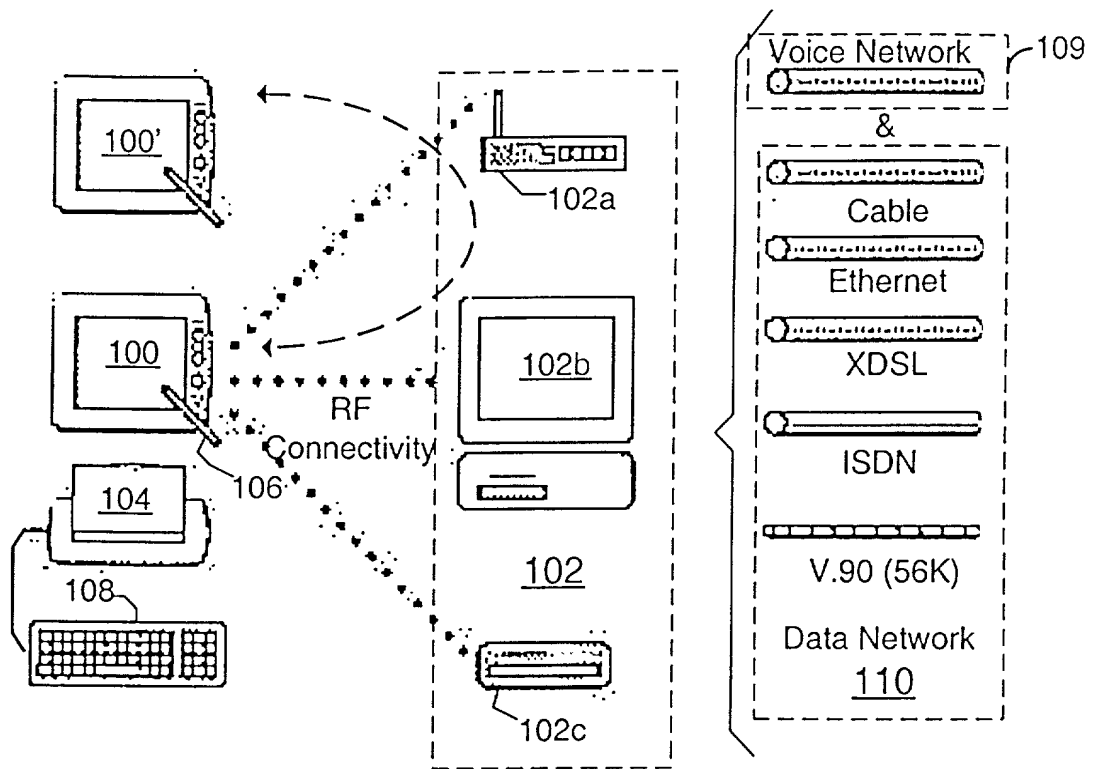 100'
100
106
104
108
RF
Connectivity
102a
102b
102
102c
Voice Network
109
&
Cable
Ethernet
XDSL
ISDN
V.90 (56K)
Data Network
110